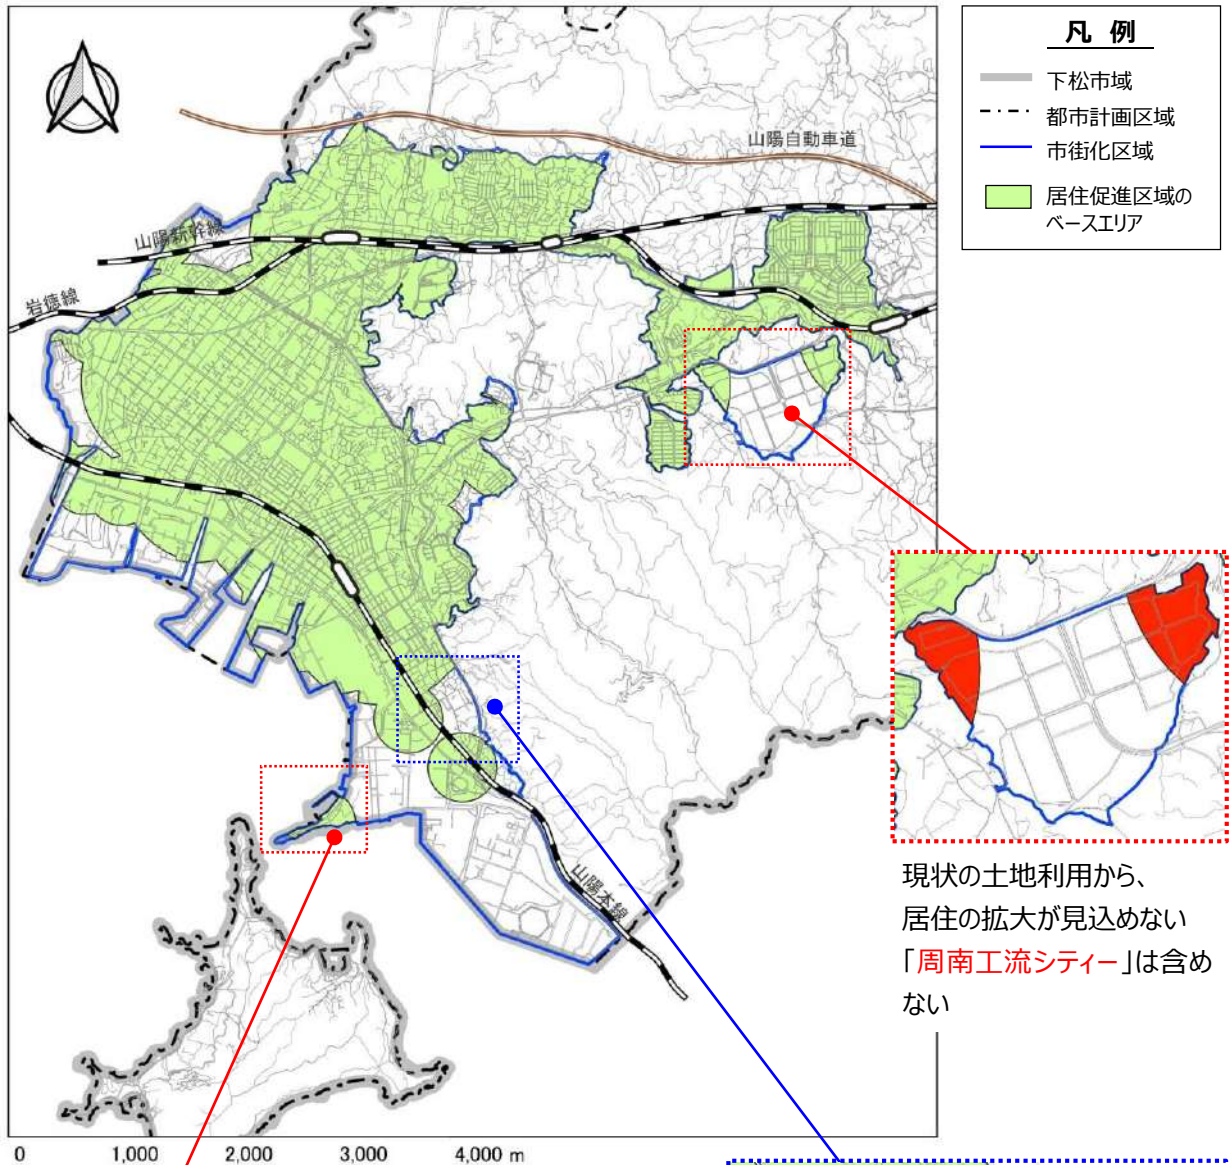 凡 例
下松市域
都市計画区域
市街化区域
居住促進区域の
ベースエリア
山陽自動車道
山陽新幹線
岩徳線
山陽本線
現状の土地利用から、
居住の拡大が見込めない
「周南工流シティー」は含め
ない
0 1,000 2,000 3,000 4,000 m